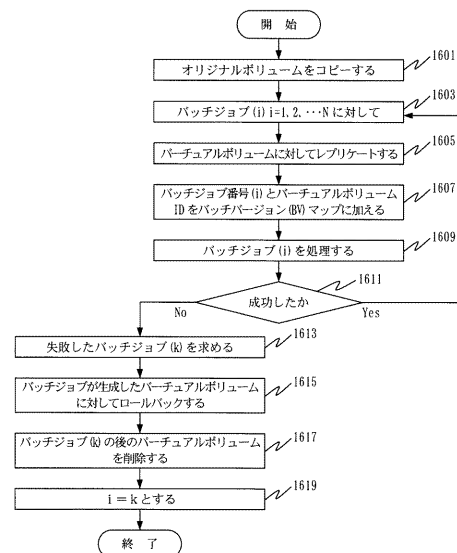 開 始
オリジナルボリュームをコピーする
1601
バッチジョブ(i) i=1, 2, ・・・N に対して
1603
バーチュアルボリュームに対してレプリケートする
1605
バッチジョブ番号(i)とバーチュアルボリューム
IDをバッチバージョン(BV)マップに加える
1607
バッチジョブ(i)を処理する
1609
成功したか
1611
No
Yes
失敗したバッチジョブ(k)を求める
1613
バッチジョブが生成したバーチュアルボリューム
に対してロールバックする
1615
バッチジョブ(k)の後のバーチュアルボリューム
を削除する
1617
i = k とする
1619
終 了